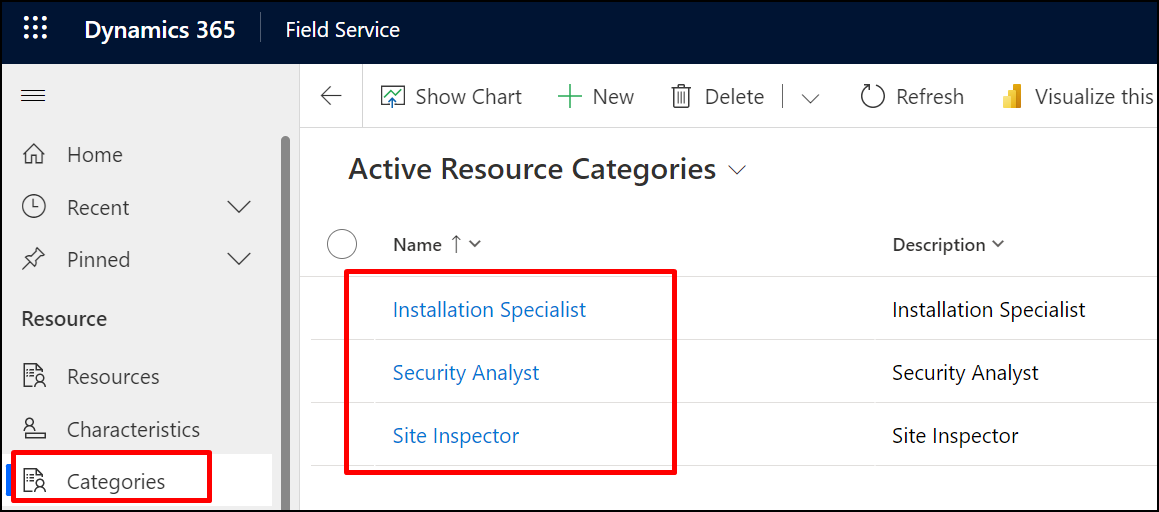 Dynamics 365 Field Service
Show Chart New Delete Refresh Visualize this
Home
Recent
Pinned
Resource
Resources
Characteristics
Categories
Active Resource Categories
Name Description
Installation Specialist Installation Specialist
Security Analyst Security Analyst
Site Inspector Site Inspector